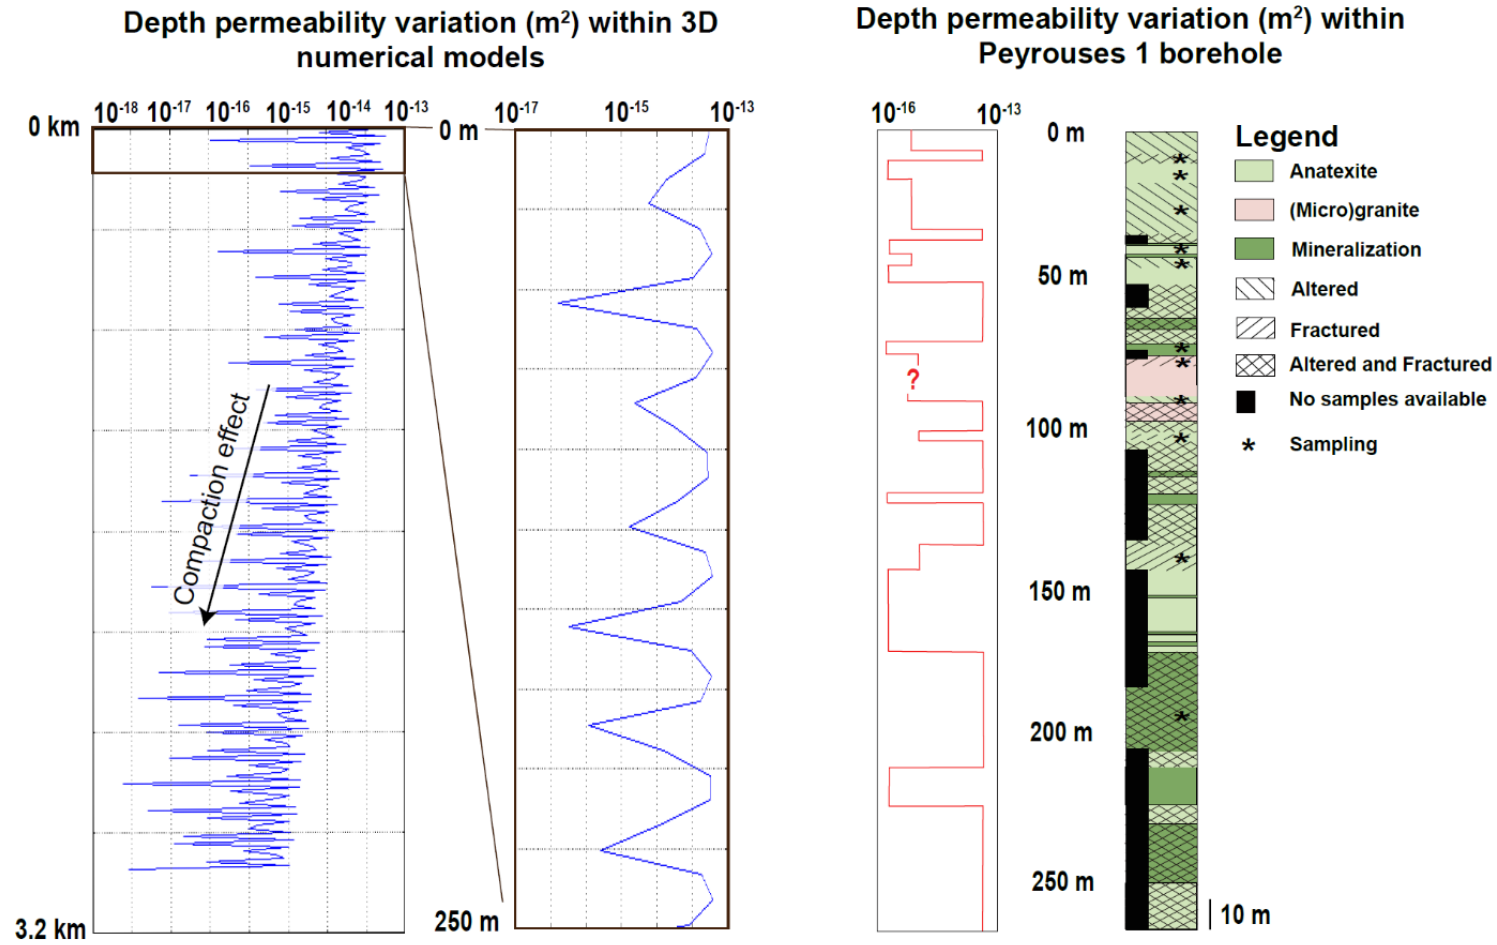 Depth permeability variation (m²) within 3D
numerical models
10⁻¹⁸ 10⁻¹⁷ 10⁻¹⁶ 10⁻¹⁵ 10⁻¹⁴ 10⁻¹³
0 km
Compaction effect
3.2 km
10⁻¹⁷ 10⁻¹⁵ 10⁻¹³
0 m
250 m
Depth permeability variation (m²) within
Peyrouses 1 borehole
10⁻¹⁶ 10⁻¹³
?
0 m
50 m
100 m
150 m
200 m
250 m
Legend
Anatexite
(Micro)granite
Mineralization
Altered
Fractured
Altered and Fractured
No samples available
* Sampling
10 m